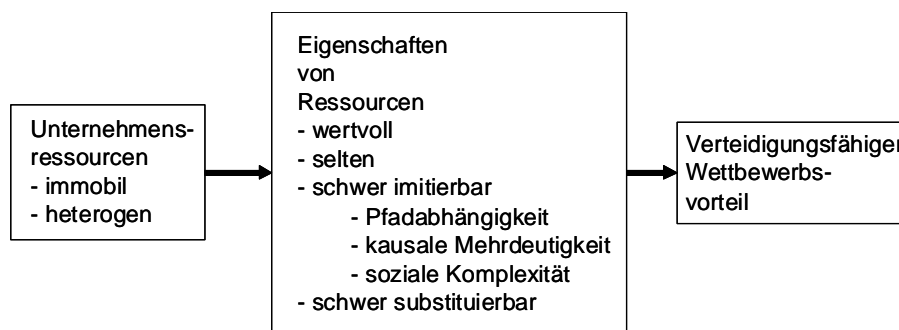 Unternehmens-
ressourcen
- immobil
- heterogen
Eigenschaften
von
Ressourcen
- wertvoll
- selten
- schwer imitierbar
- Pfadabhängigkeit
- kausale Mehrdeutigkeit
- soziale Komplexität
- schwer substituierbar
Verteidigungsfähiger
Wettbewerbs-
vorteil